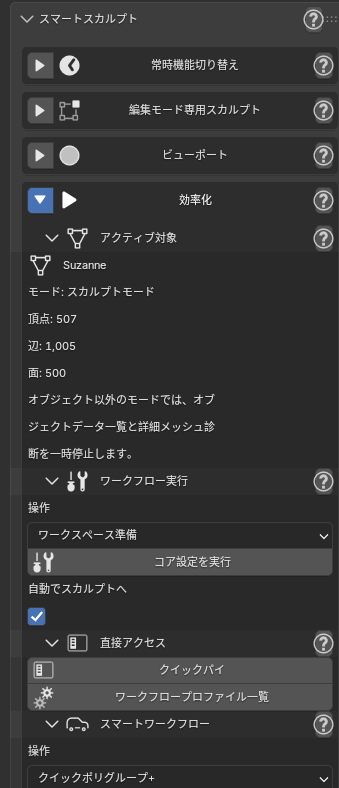 スマートスカルプト
常時機能切り替え
編集モード専用スカルプト
ビューポート
効率化
アクティブ対象
Suzanne
モード: スカルプトモード
頂点: 507
辺: 1,005
面: 500
オブジェクト以外のモードでは、オブ
ジェクトデータ一覧と詳細メッシュ診
断を一時停止します。
ワークフロー実行
操作
ワークスペース準備
コア設定を実行
自動でスカルプトへ
直接アクセス
クイックパイ
ワークフロープロファイル一覧
スマートワークフロー
操作
クイックポリグループ+